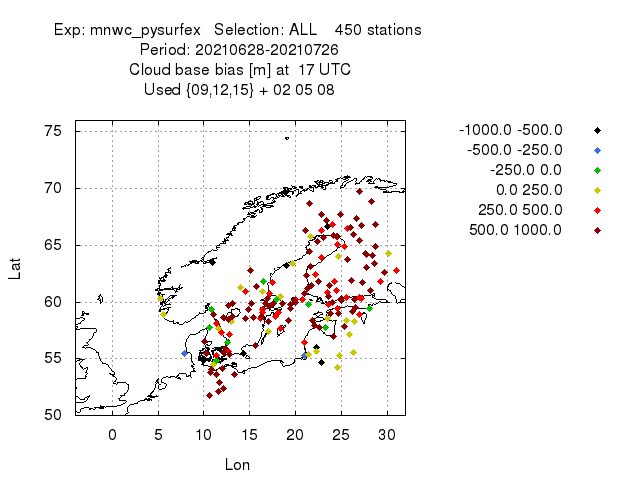 Exp: mnwc_pysurfex   Selection: ALL    450 stations
Period: 20210628-20210726
Cloud base bias [m] at  17 UTC
Used {09,12,15} + 02 05 08
-1000.0 -500.0
-500.0 -250.0
-250.0 0.0
0.0 250.0
250.0 500.0
500.0 1000.0
75
70
65
60
55
50
Lat
0 5 10 15 20 25 30
Lon